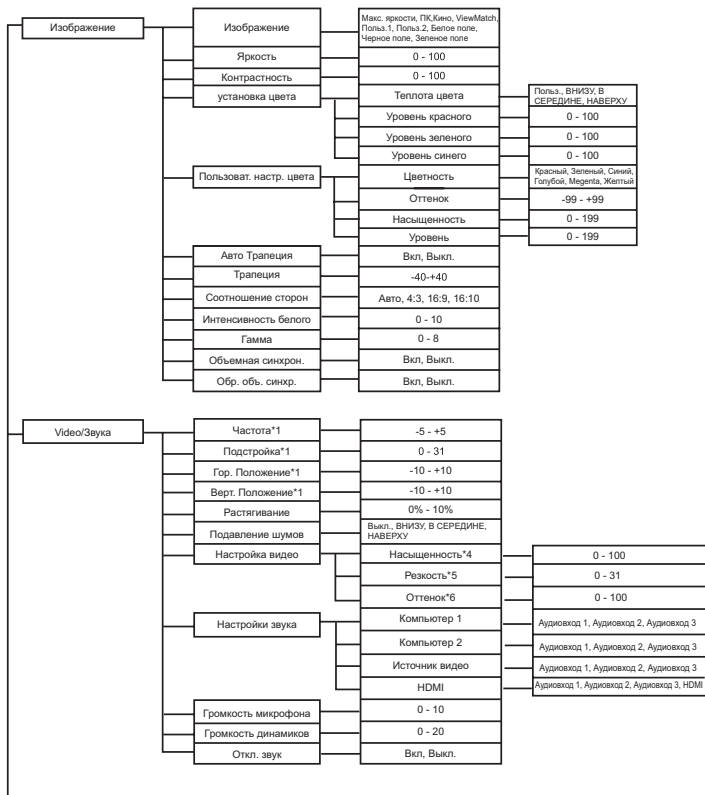 Изображение
Изображение
Макс. яркости, ПК,Кино, ViewMatch,
Польз.1, Польз.2, Белое поле,
Черное поле, Зеленое поле
Яркость
0 - 100
Контрастность
0 - 100
установка цвета
Теплота цвета
Польз., ВНИЗУ, В
СЕРЕДИНЕ, НАВЕРХУ
Уровень красного
0 - 100
Уровень зеленого
0 - 100
Уровень синего
0 - 100
Пользоват. настр. цвета
Цветность
Красный, Зеленый, Синий,
Голубой, Megenta, Желтый
Оттенок
-99 - +99
Насыщенность
0 - 199
Уровень
0 - 199
Авто Трапеция
Вкл, Выкл.
Трапеция
-40-+40
Соотношение сторон
Авто, 4:3, 16:9, 16:10
Интенсивность белого
0 - 10
Гамма
0 - 8
Объемная синхрон.
Вкл, Выкл.
Обр. объ. синхр.
Вкл, Выкл.
Video/Звука
Частота*1
-5 - +5
Подстройка*1
0 - 31
Гор. Положение*1
-10 - +10
Верт. Положение*1
-10 - +10
Растягивание
0% - 10%
Подавление шумов
Выкл., ВНИЗУ, В СЕРЕДИНЕ,
НАВЕРХУ
Настройка видео
Насыщенность*4
0 - 100
Резкость*5
0 - 31
Оттенок*6
0 - 100
Настройки звука
Компьютер 1
Аудиовход 1, Аудиовход 2, Аудиовход 3
Компьютер 2
Аудиовход 1, Аудиовход 2, Аудиовход 3
Источник видео
Аудиовход 1, Аудиовход 2, Аудиовход 3
HDMI
Аудиовход 1, Аудиовход 2, Аудиовход 3, HDMI
Громкость микрофона
0 - 10
Громкость динамиков
0 - 20
Откл. звук
Вкл, Выкл.